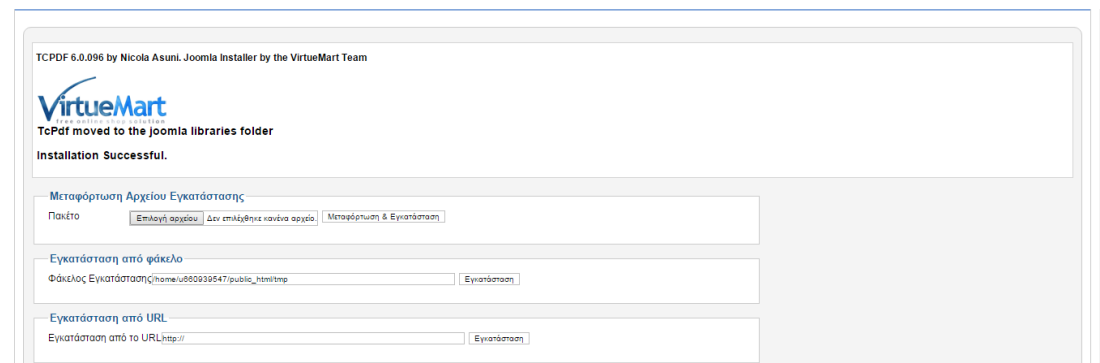 TCPDF 6.0.096 by Nicola Asuni. Joomla Installer by the VirtueMart Team
VirtueMart
free online shop solution
TcPdf moved to the joomla libraries folder
Installation Successful.
Μεταφόρτωση Αρχείου Εγκατάστασης
Πακέτο Επιλογή αρχείου Δεν επιλέχθηκε κανένα αρχείο. Μεταφόρτωση & Εγκατάσταση
Εγκατάσταση από φάκελο
Φάκελος Εγκατάστασης /home/u660939547/public_html/tmp Εγκατάσταση
Εγκατάσταση από URL
Εγκατάσταση από το URL http:// Εγκατάσταση